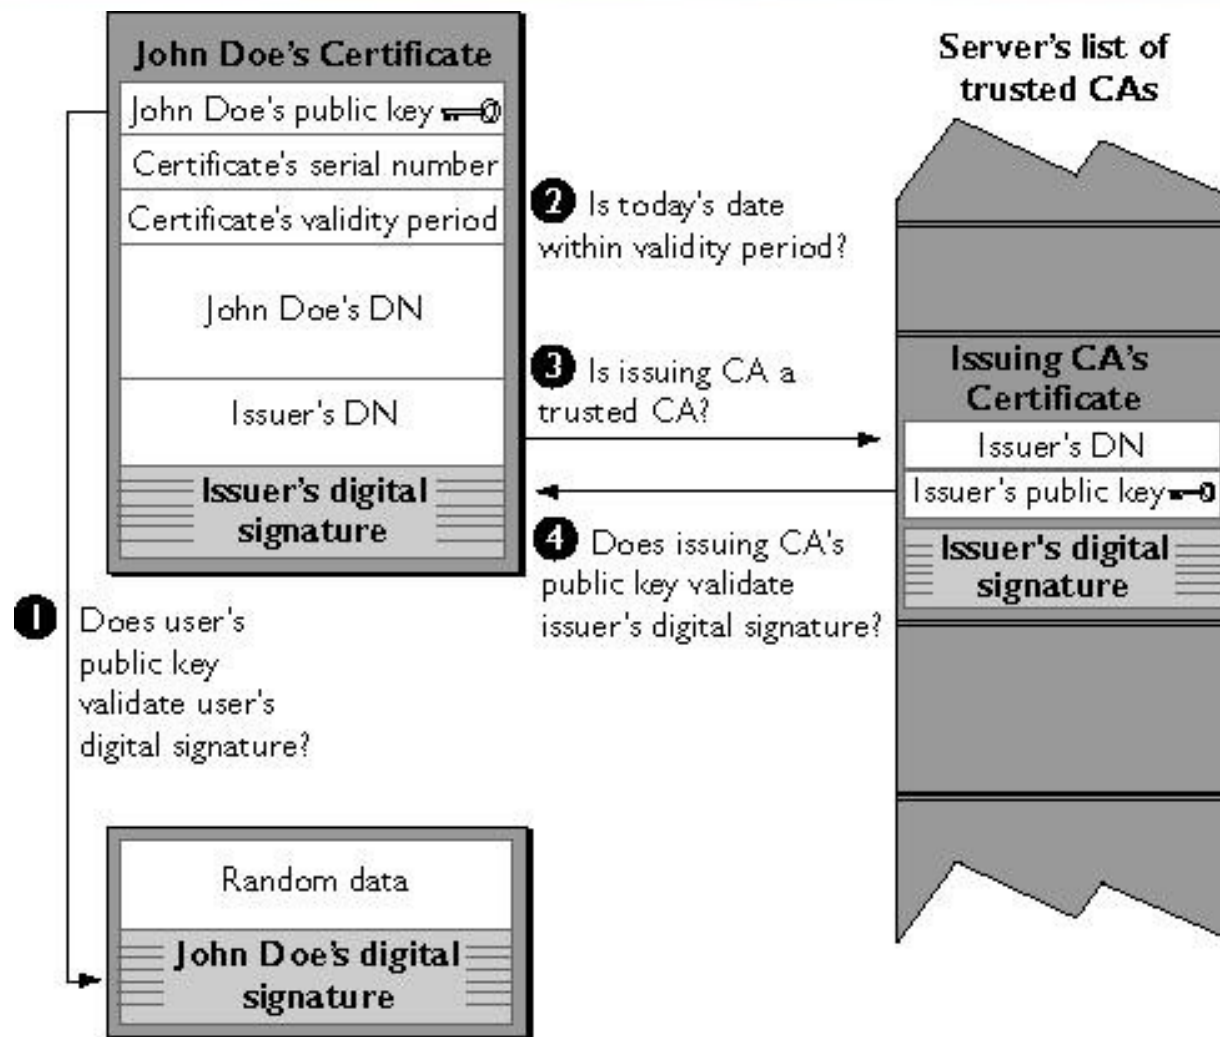 John Doe's Certificate
John Doe's public key
Certificate's serial number
Certificate's validity period
John Doe's DN
Issuer's DN
Issuer's digital
signature
2 Is today's date
within validity period?
3 Is issuing CA a
trusted CA?
4 Does issuing CA's
public key validate
issuer's digital signature?
Server's list of
trusted CAs
Issuing CA's
Certificate
Issuer's DN
Issuer's public key
Issuer's digital
signature
1 Does user's
public key
validate user's
digital signature?
Random data
John Doe's digital
signature